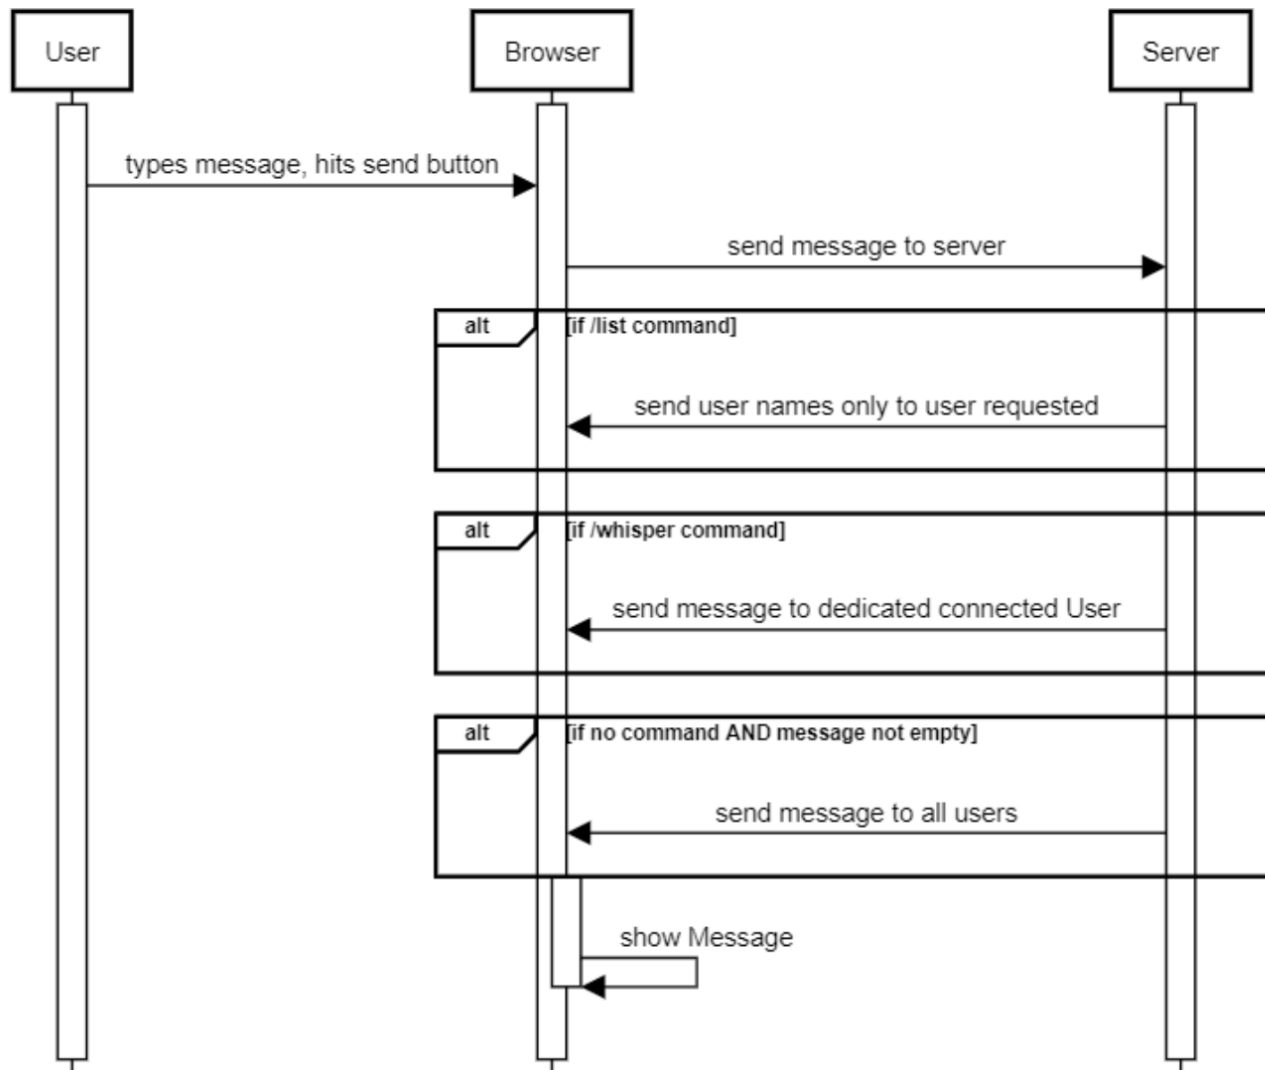 User
Browser
Server
types message, hits send button
send message to server
alt
[if /list command]
send user names only to user requested
alt
[if /whisper command]
send message to dedicated connected User
alt
[if no command AND message not empty]
send message to all users
show Message